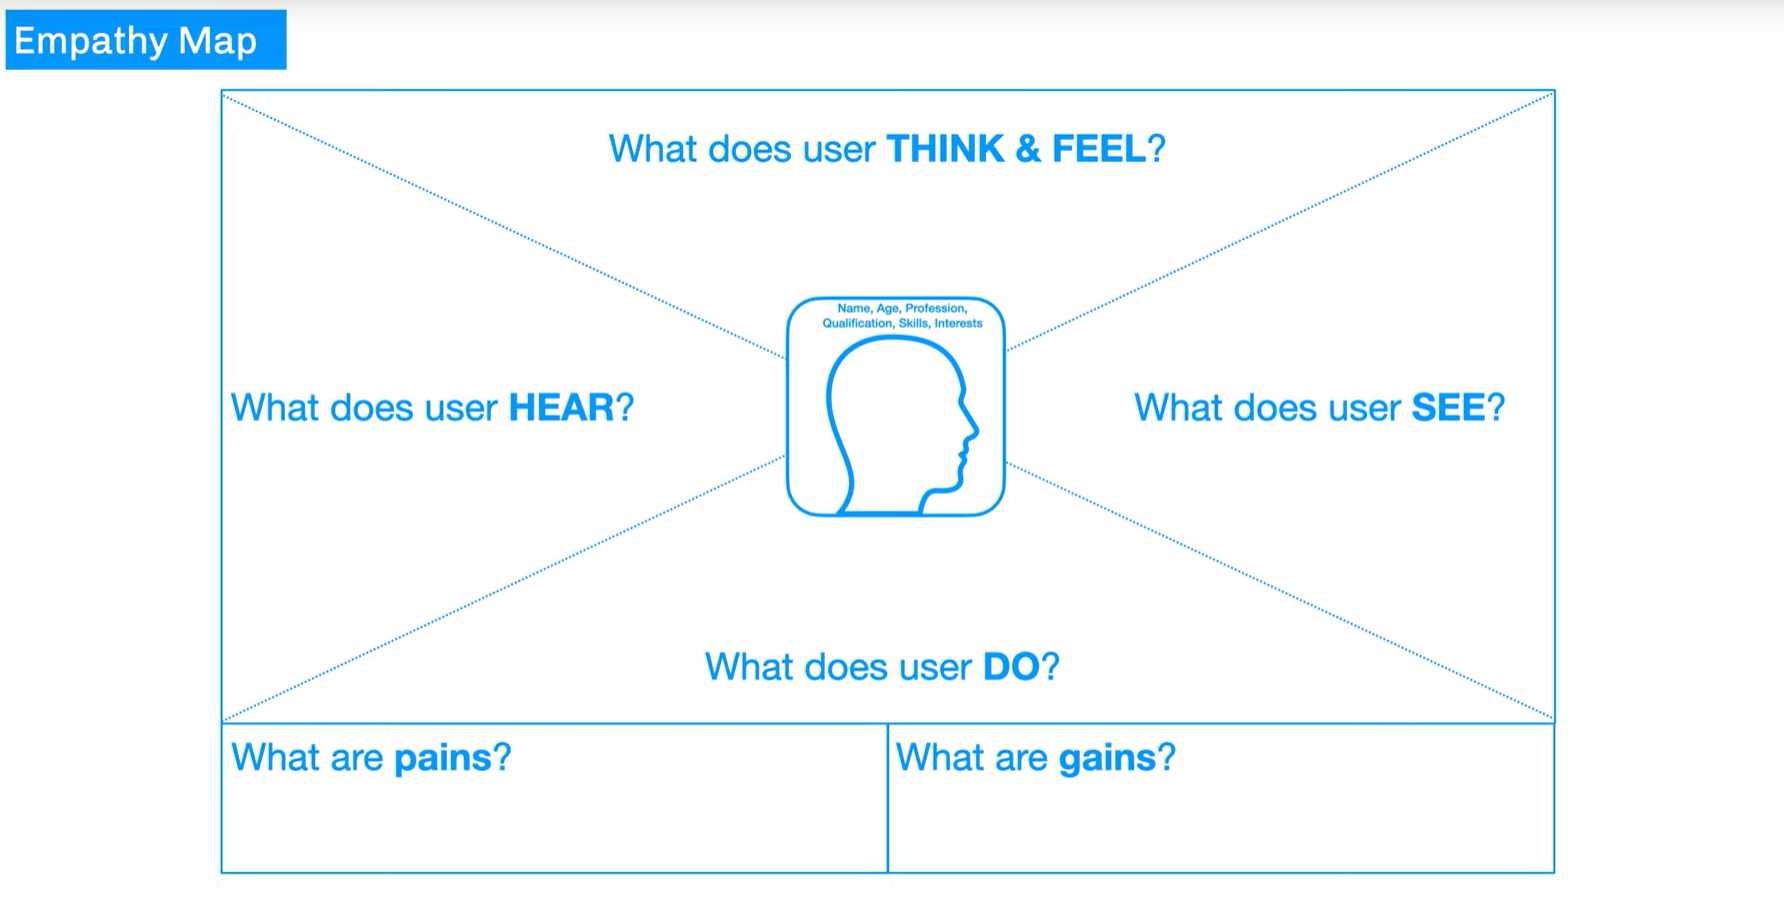 Empathy Map
What does user THINK & FEEL?
Name, Age, Profession,
Qualification, Skills, Interests
What does user HEAR?
What does user SEE?
What does user DO?
What are pains?
What are gains?